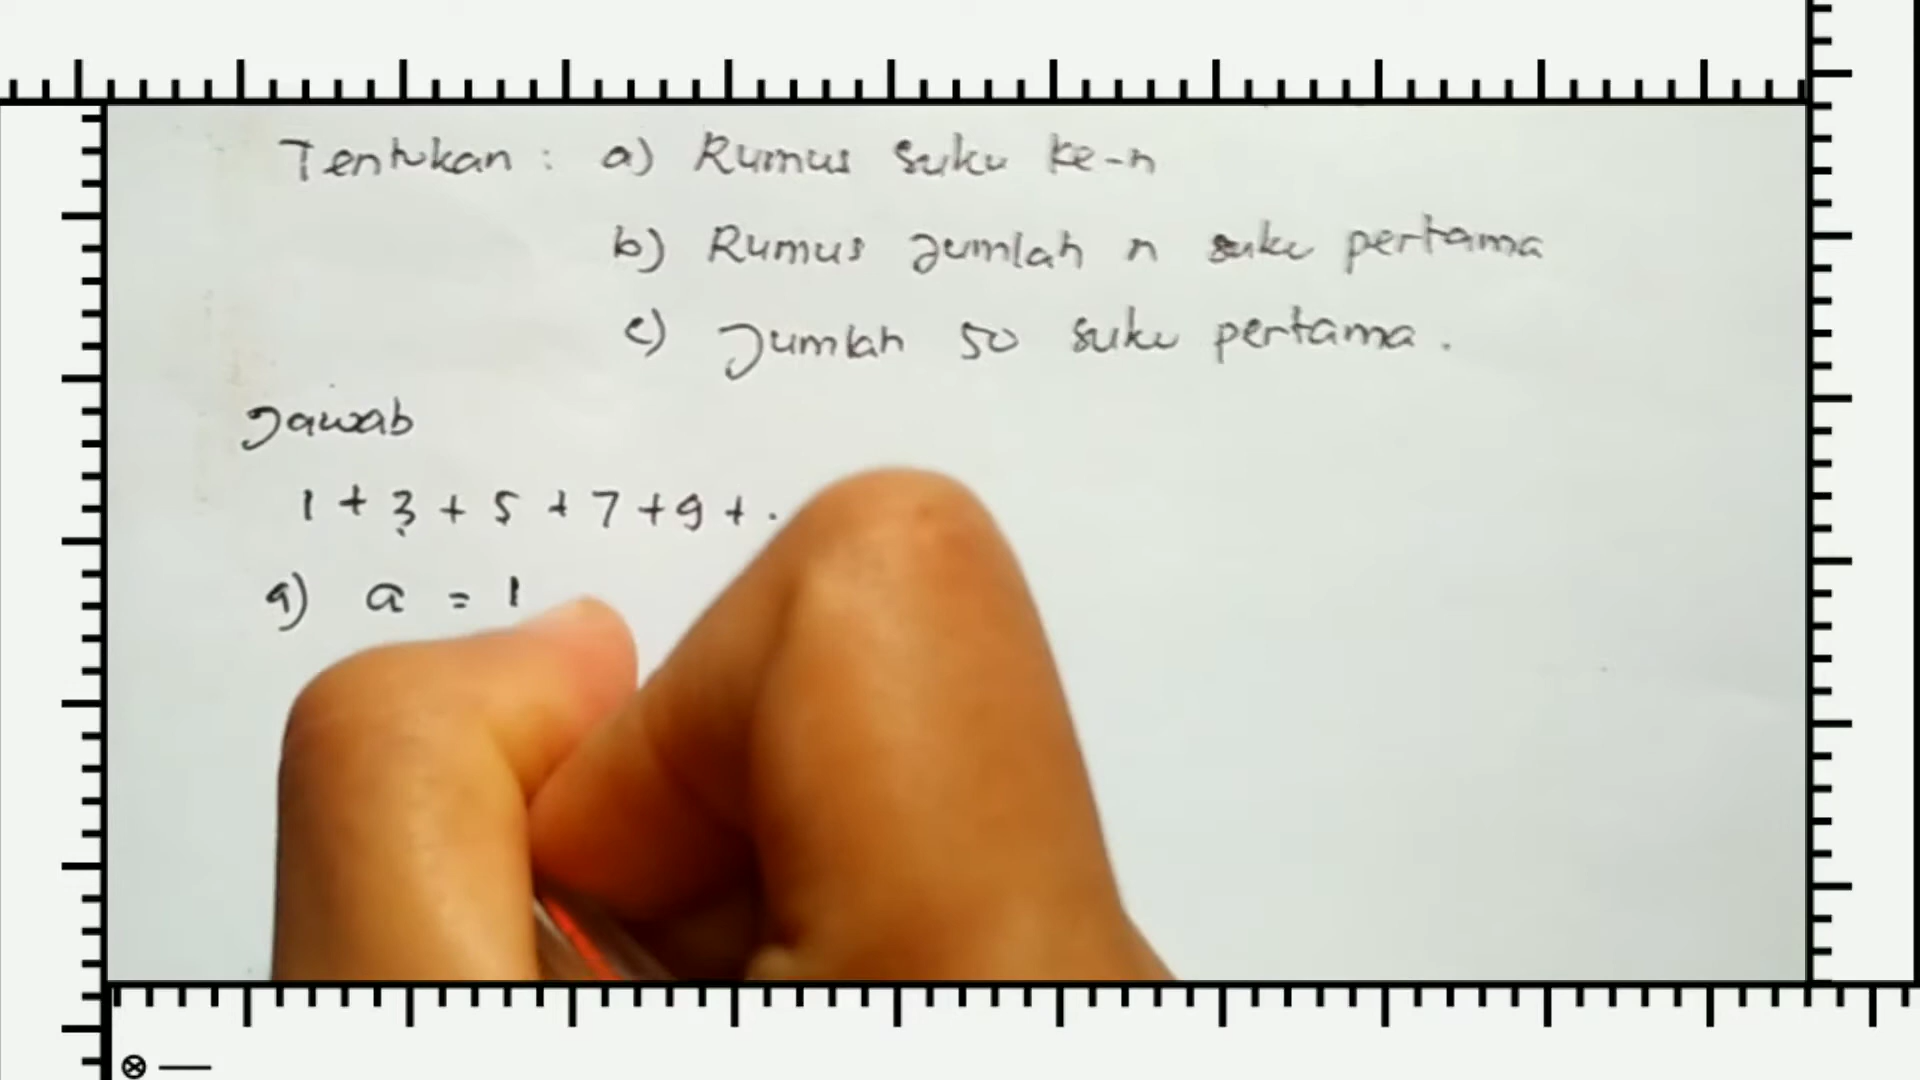 Tentukan : a) Rumus suku ke-n
b) Rumus Jumlah n suku pertama
c) Jumlah 50 suku pertama.
Jawab
1 + 3 + 5 + 7 + 9 + .
a) a = 1